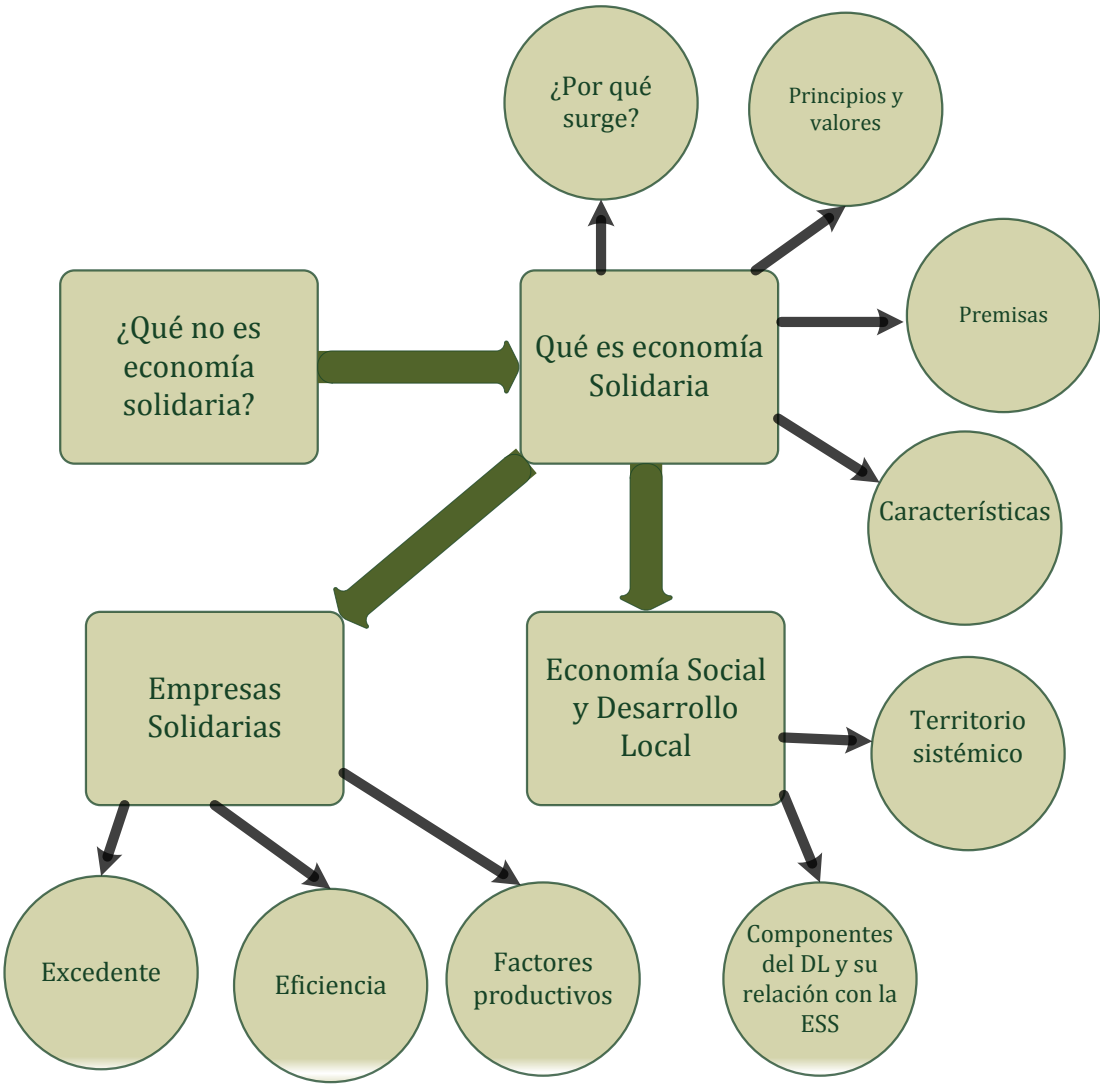 ¿Por qué
surge?
Principios y
valores
¿Qué no es
economía
solidaria?
Qué es economía
Solidaria
Premisas
Características
Empresas
Solidarias
Economía Social
y Desarrollo
Local
Territorio
sistémico
Excedente
Eficiencia
Factores
productivos
Componentes
del DL y su
relación con la
ESS